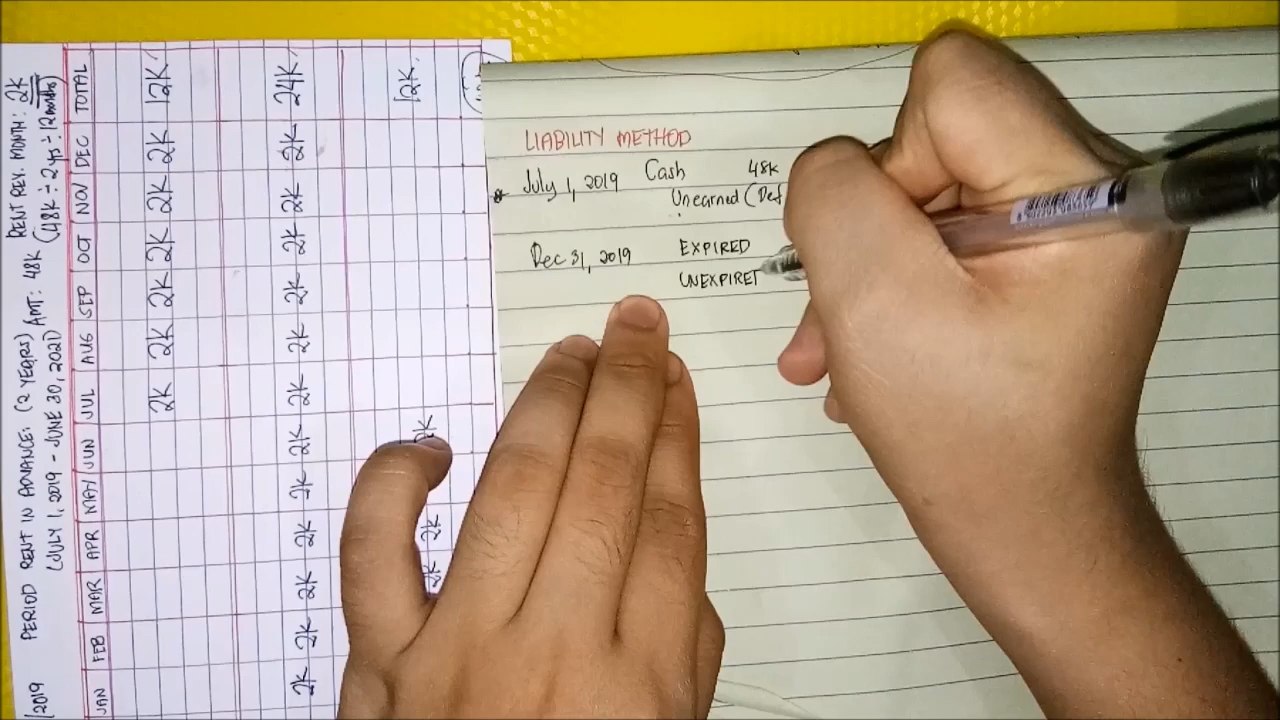 PERIOD RENT IN ADVANCE: (2 YEARS) AMT: 48K RENT REV. MONTH: 2K
(JULY 1, 2019 - JUNE 30, 2021) (48K ÷ 2yrs ÷ 12 months)
2019 JAN FEB MAR APR MAY JUN JUL AUG SEP OCT NOV DEC TOTAL
2K 2K 2K 2K 2K 2K 12K
2K 2K 2K 2K 2K 2K 2K 2K 2K 2K 2K 2K 24K
2K 2K 2K 12K
LIABILITY METHOD
July 1, 2019 Cash 48K
Unearned (Def
Dec 31, 2019 EXPIRED
UNEXPIRE